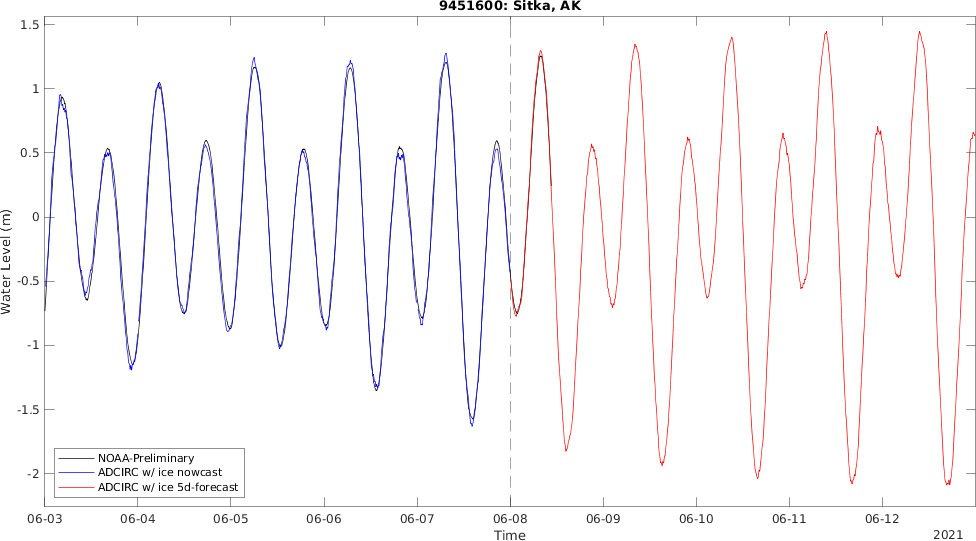 9451600: Sitka, AK
1.5
1
0.5
0
-0.5
-1
-1.5
-2
Water Level (m)
NOAA-Preliminary
ADCIRC w/ ice nowcast
ADCIRC w/ ice 5d-forecast
06-03 06-04 06-05 06-06 06-07 06-08 06-09 06-10 06-11 06-12
Time
2021